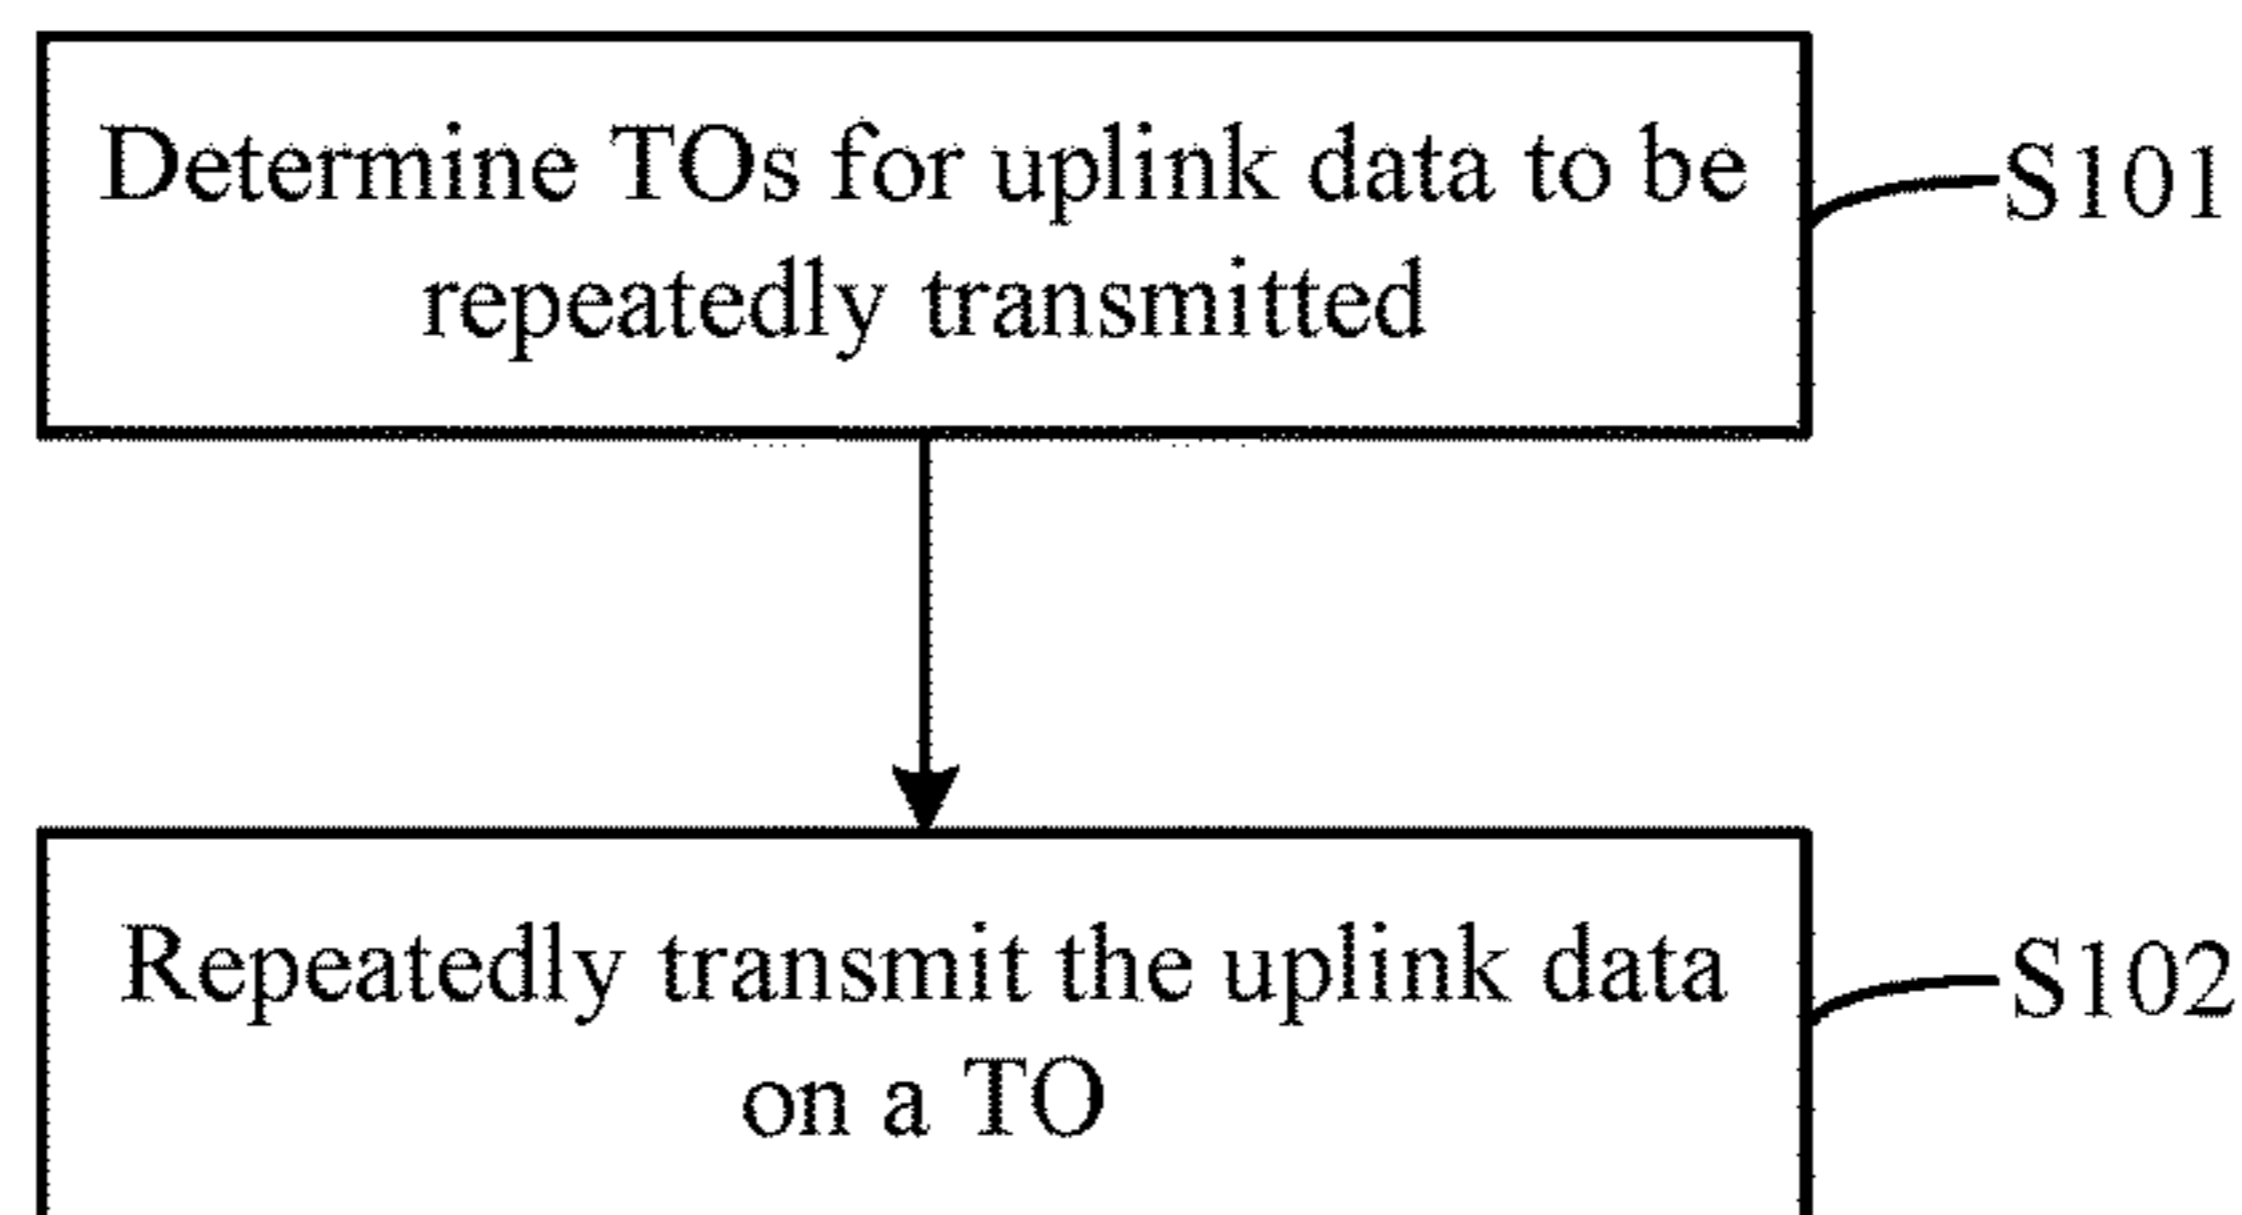 Determine TOs for uplink data to be
repeatedly transmitted
S101
Repeatedly transmit the uplink data
on a TO
S102